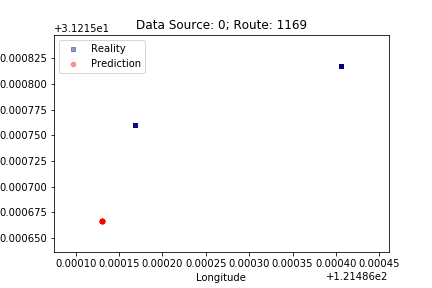 Data Source: 0; Route: 1169
+3.1215e1
Reality
Prediction
0.000825
0.000800
0.000775
0.000750
0.000725
0.000700
0.000675
0.000650
0.00010 0.00015 0.00020 0.00025 0.00030 0.00035 0.00040 0.00045
Longitude
+1.21486e2